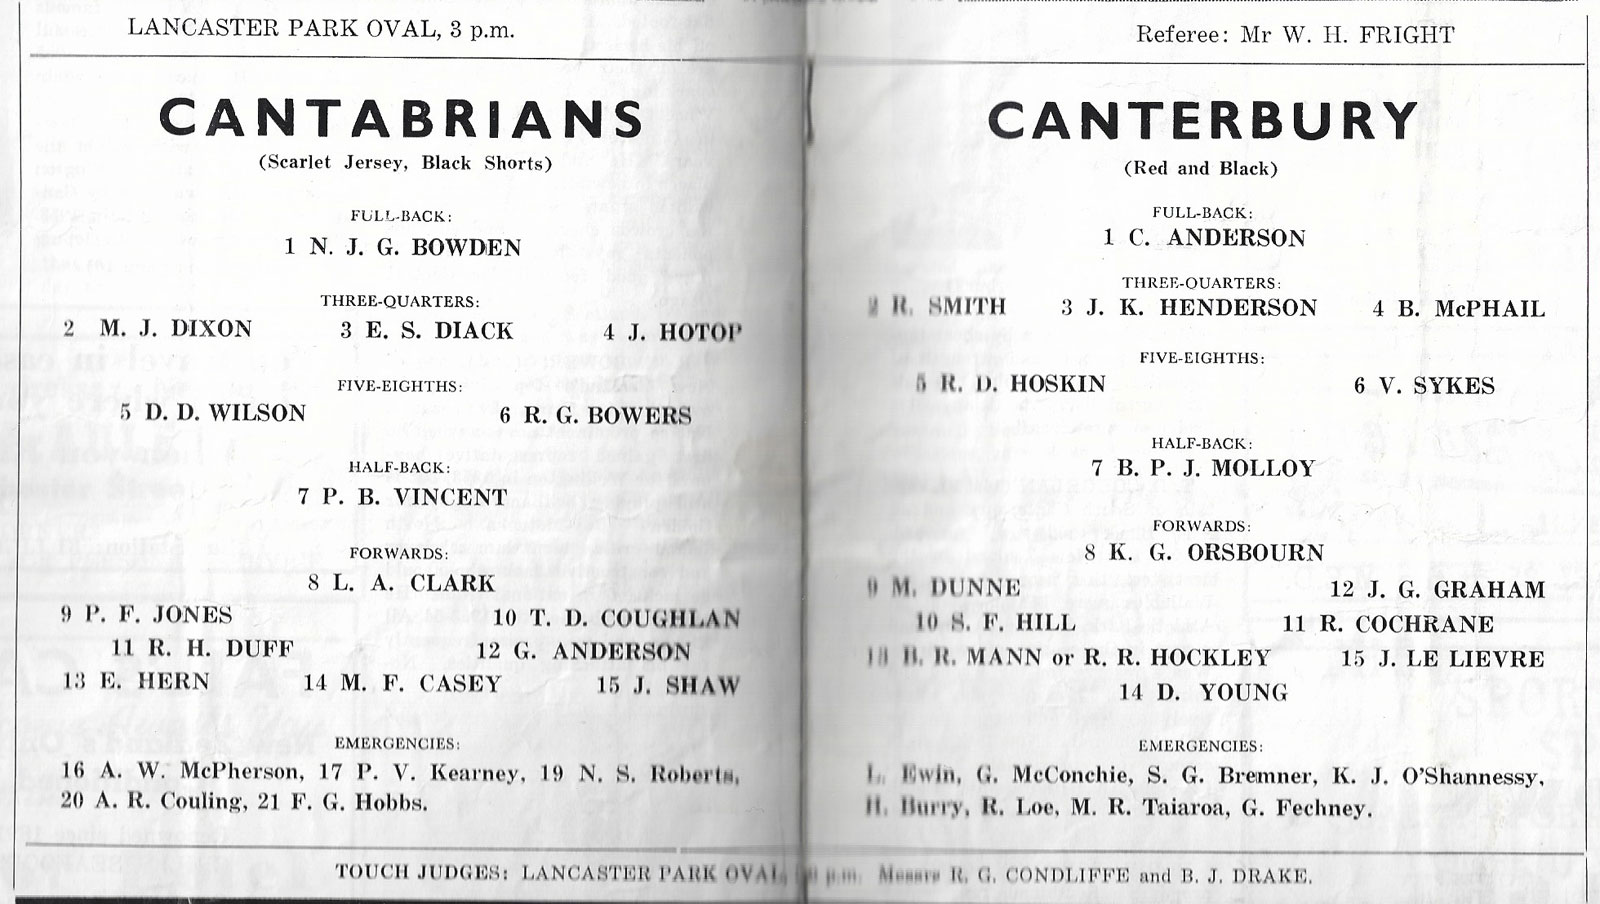 LANCASTER PARK OVAL, 3 p.m.
CANTABRIANS
(Scarlet Jersey, Black Shorts)
FULL-BACK:
1 N. J. G. BOWDEN
THREE-QUARTERS:
2 M. J. DIXON 3 E. S. DIACK 4 J. HOTOP
FIVE-EIGHTHS:
5 D. D. WILSON 6 R. G. BOWERS
HALF-BACK:
7 P. B. VINCENT
FORWARDS:
8 L. A. CLARK
9 P. F. JONES 10 T. D. COUGHLAN
11 R. H. DUFF 12 G. ANDERSON
13 E. HERN 14 M. F. CASEY 15 J. SHAW
EMERGENCIES:
16 A. W. McPherson, 17 P. V. Kearney, 19 N. S. Roberts,
20 A. R. Couling, 21 F. G. Hobbs.
Referee: Mr W. H. FRIGHT
CANTERBURY
(Red and Black)
FULL-BACK:
1 C. ANDERSON
THREE-QUARTERS:
2 R. SMITH 3 J. K. HENDERSON 4 B. McPHAIL
FIVE-EIGHTHS:
5 R. D. HOSKIN 6 V. SYKES
HALF-BACK:
7 B. P. J. MOLLOY
FORWARDS:
8 K. G. ORSBOURN
9 M. DUNNE 12 J. G. GRAHAM
10 S. F. HILL 11 R. COCHRANE
13 B. R. MANN or R. R. HOCKLEY 15 J. LE LIEVRE
14 D. YOUNG
EMERGENCIES:
L. Ewin, G. McConchie, S. G. Bremner, K. J. O'Shannessy,
H. Burry, R. Loe, M. R. Taiaroa, G. Fechney.
TOUCH JUDGES: LANCASTER PARK OVAL, p.m. Messrs R. G. CONDLIFFE and B. J. DRAKE.